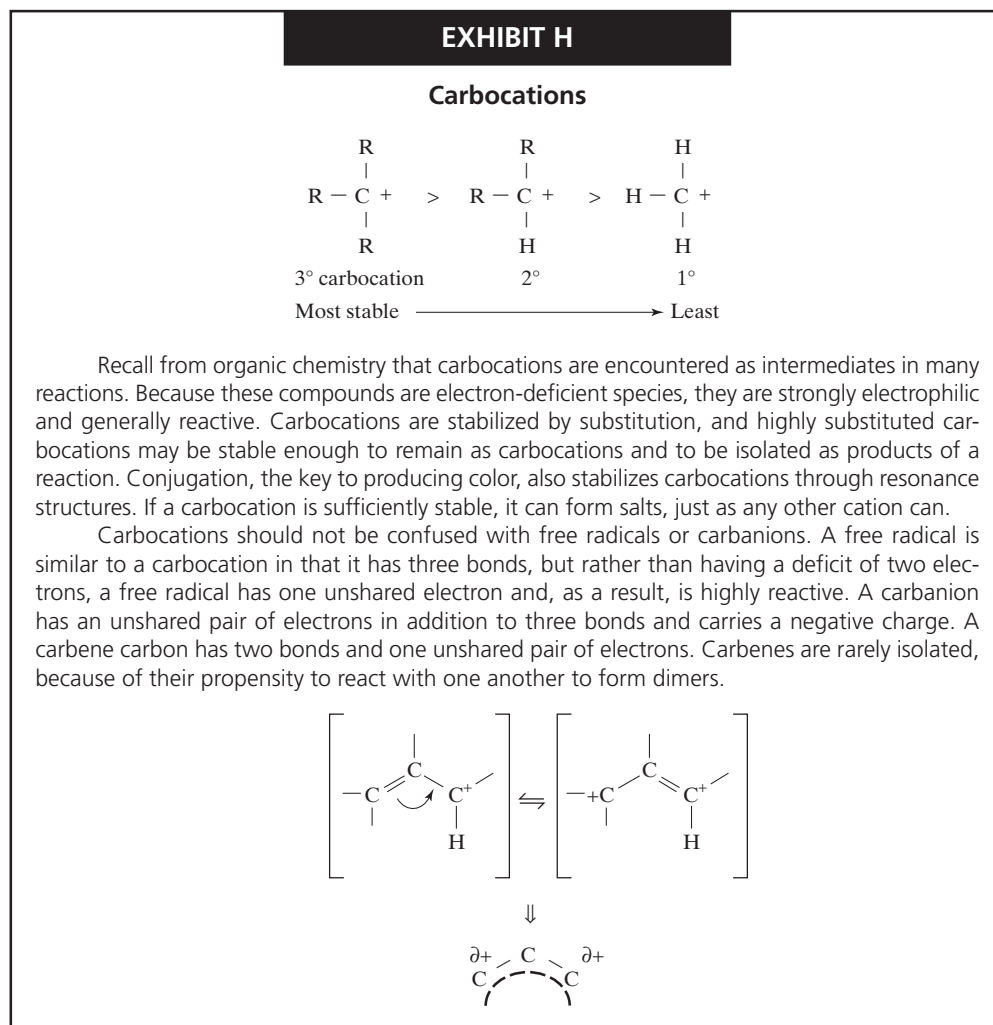 EXHIBIT H
Carbocations
R R H
| | |
R — C + > R — C + > H — C +
| | |
R H H
3° carbocation 2° 1°
Most stable Least
Recall from organic chemistry that carbocations are encountered as intermediates in many
reactions. Because these compounds are electron-deficient species, they are strongly electrophilic
and generally reactive. Carbocations are stabilized by substitution, and highly substituted car-
bocations may be stable enough to remain as carbocations and to be isolated as products of a
reaction. Conjugation, the key to producing color, also stabilizes carbocations through resonance
structures. If a carbocation is sufficiently stable, it can form salts, just as any other cation can.
Carbocations should not be confused with free radicals or carbanions. A free radical is
similar to a carbocation in that it has three bonds, but rather than having a deficit of two elec-
trons, a free radical has one unshared electron and, as a result, is highly reactive. A carbanion
has an unshared pair of electrons in addition to three bonds and carries a negative charge. A
carbene carbon has two bonds and one unshared pair of electrons. Carbenes are rarely isolated,
because of their propensity to react with one another to form dimers.
C C
C C⁺ ⇋ +C C⁺
H H
⇓
∂+ C ∂+
C C